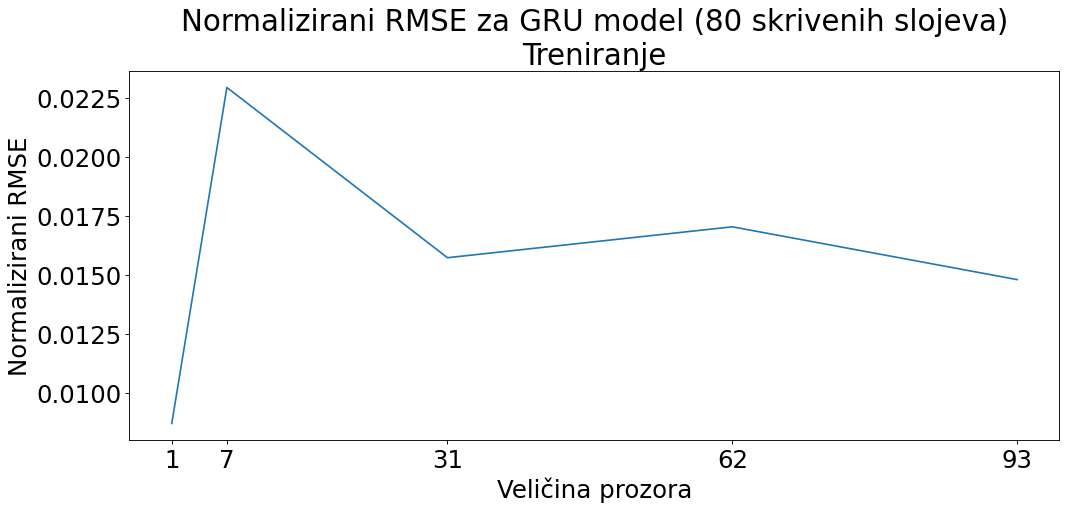 Normalizirani RMSE za GRU model (80 skrivenih slojeva)
Treniranje
Normalizirani RMSE
0.0225
0.0200
0.0175
0.0150
0.0125
0.0100
1 7 31 62 93
Veličina prozora